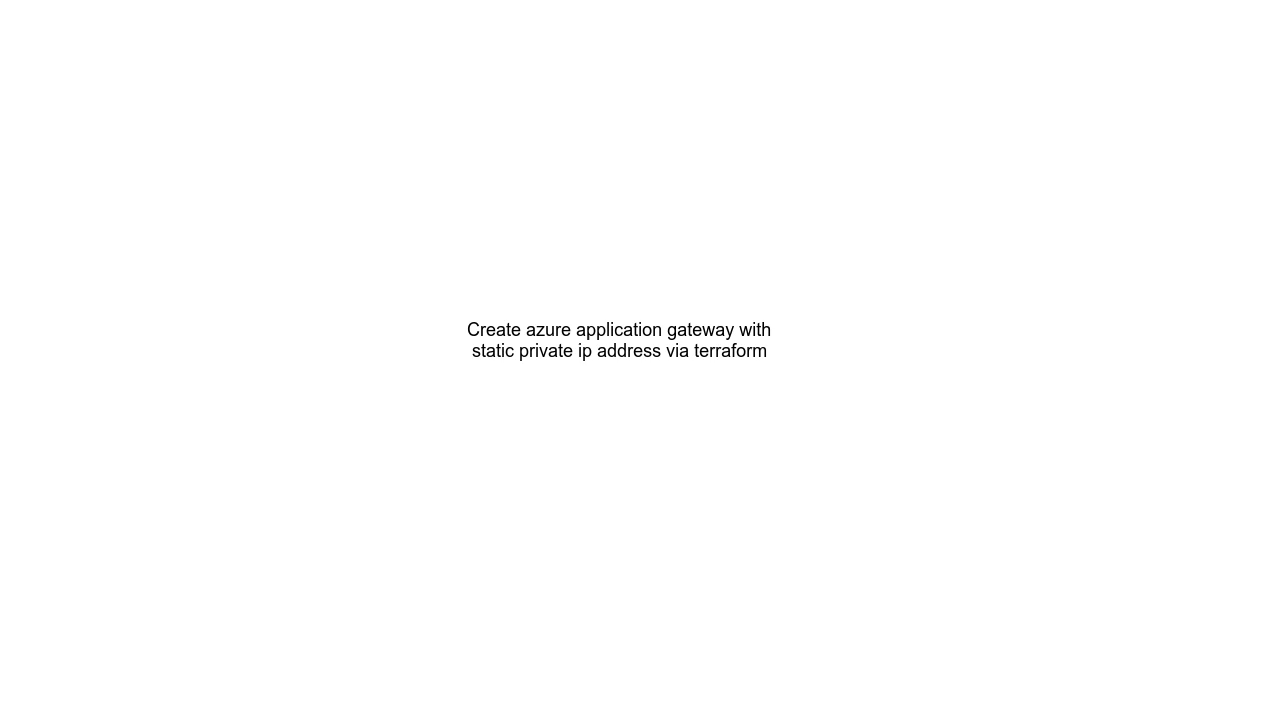 Create azure application gateway with
static private ip address via terraform